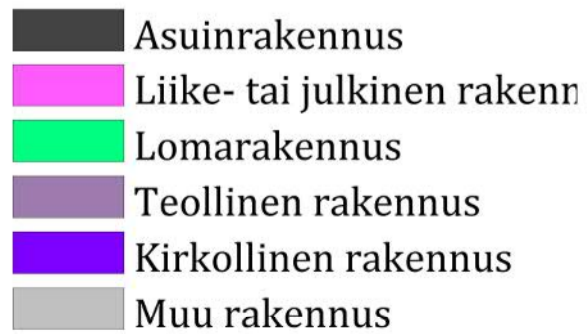 Asuinrakennus
Liike- tai julkinen rakenn
Lomarakennus
Teollinen rakennus
Kirkollinen rakennus
Muu rakennus